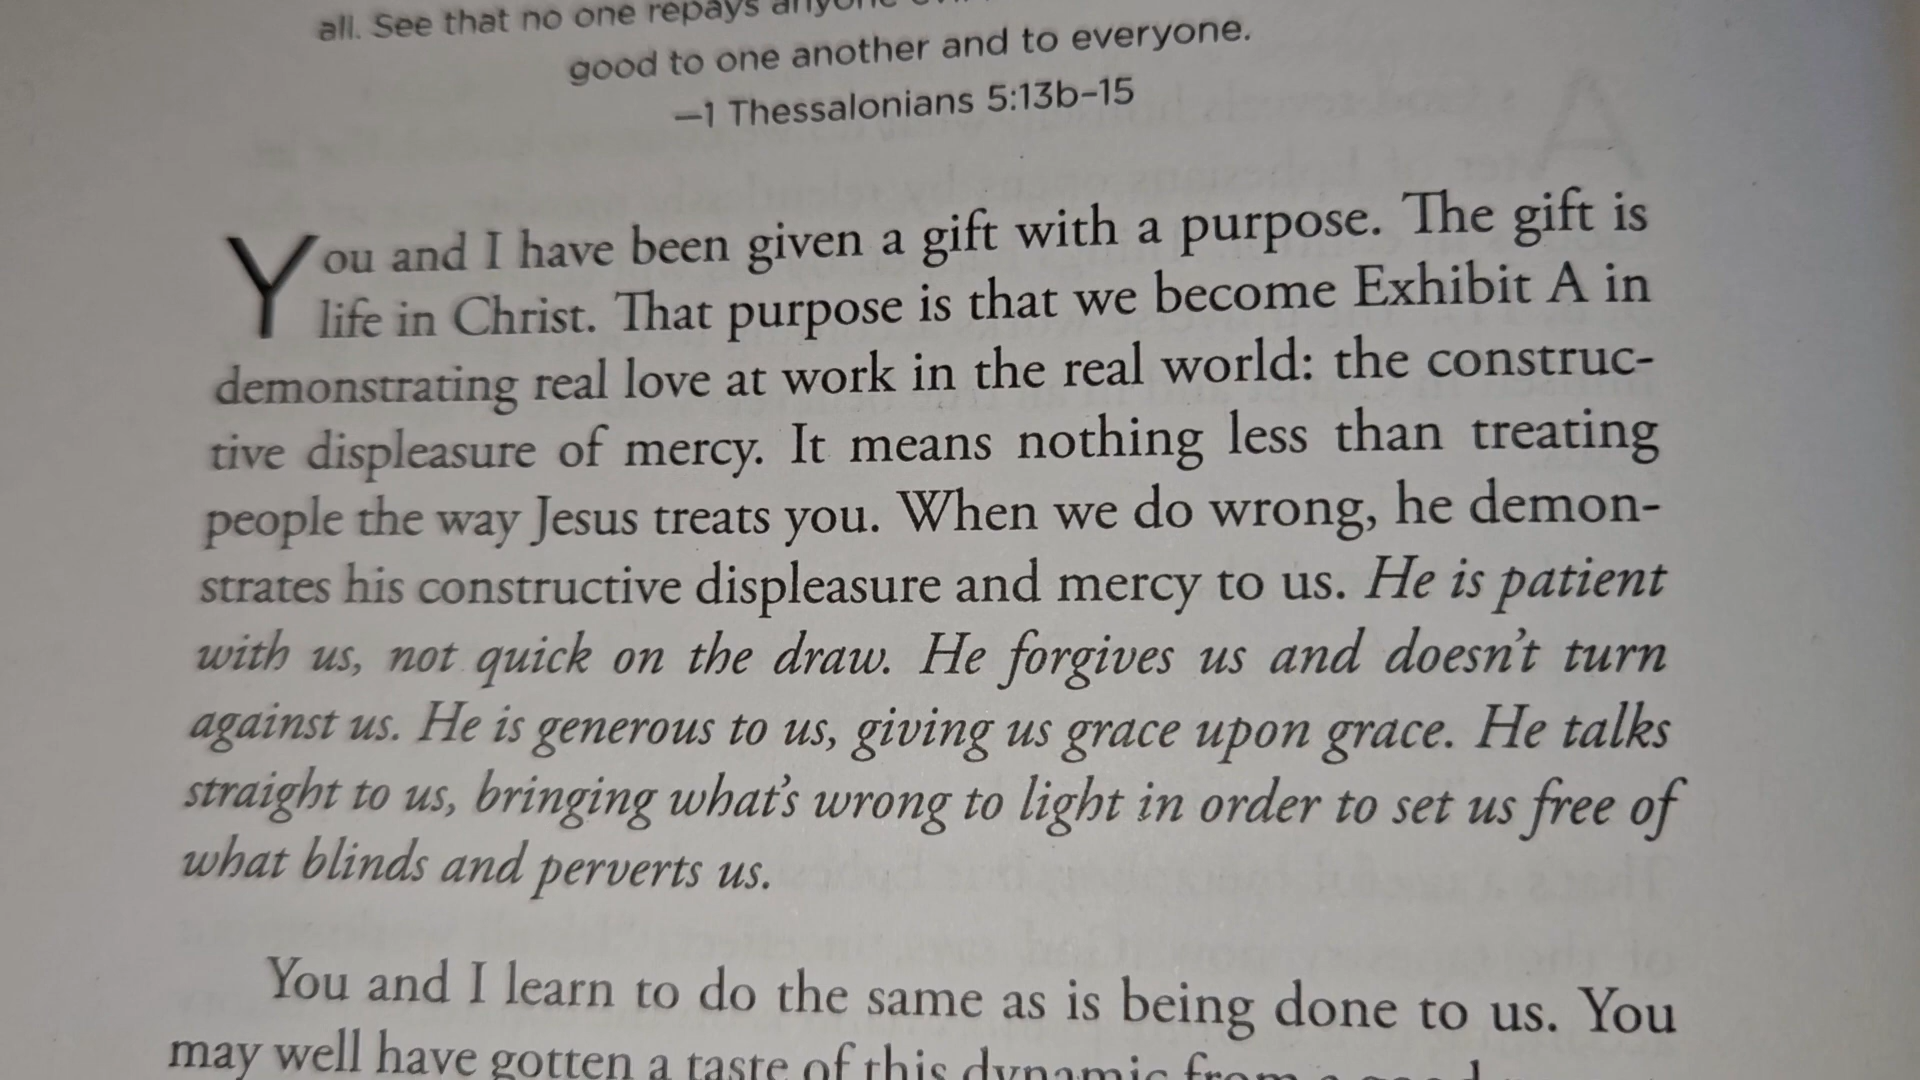 all. See that no one repays anyone
good to one another and to everyone.
—1 Thessalonians 5:13b–15
You and I have been given a gift with a purpose. The gift is
life in Christ. That purpose is that we become Exhibit A in
demonstrating real love at work in the real world: the construc-
tive displeasure of mercy. It means nothing less than treating
people the way Jesus treats you. When we do wrong, he demon-
strates his constructive displeasure and mercy to us. He is patient
with us, not quick on the draw. He forgives us and doesn’t turn
against us. He is generous to us, giving us grace upon grace. He talks
straight to us, bringing what’s wrong to light in order to set us free of
what blinds and perverts us.
You and I learn to do the same as is being done to us. You
may well have gotten a taste of this dynamic from a good